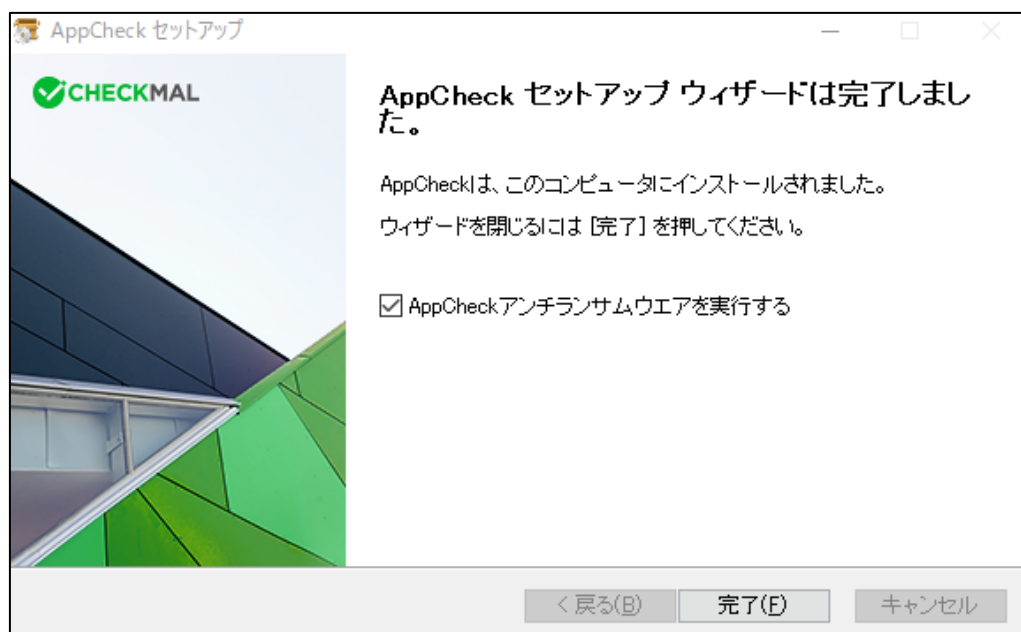 AppCheck セットアップ
CHECKMAL
AppCheck セットアップ ウィザードは完了しまし
た。
AppCheckは、このコンピュータにインストールされました。
ウィザードを閉じるには [完了] を押してください。
AppCheckアンチランサムウエアを実行する
< 戻る(B)
完了(F)
キャンセル